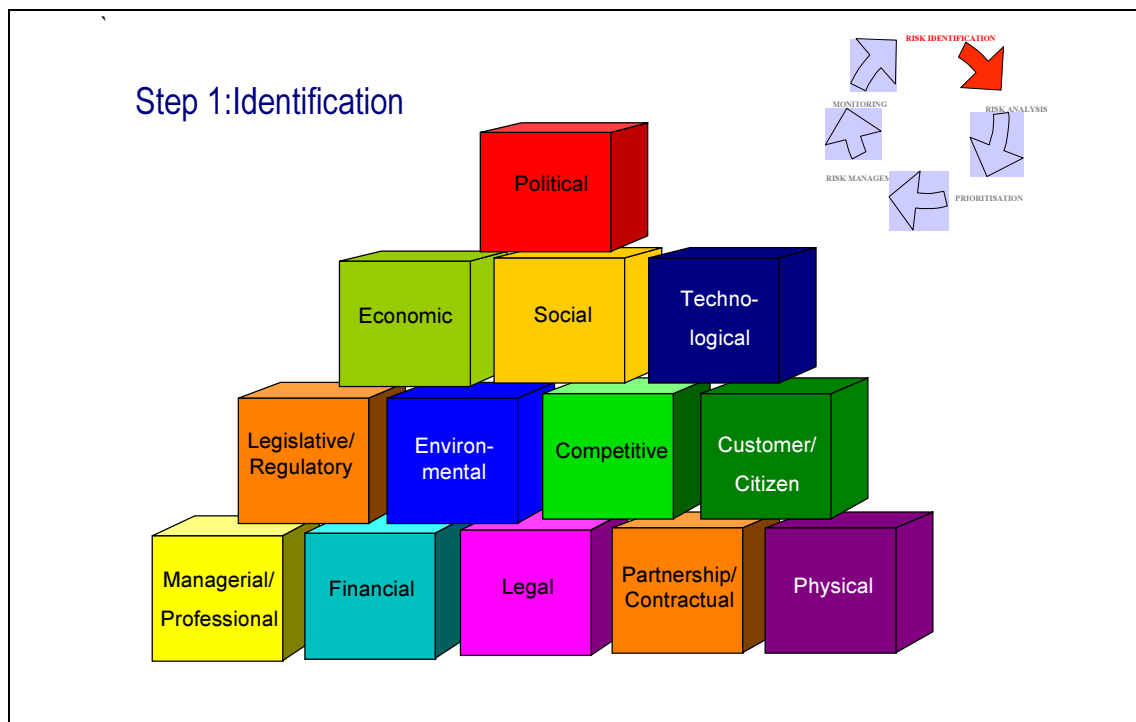 `
Step 1:Identification
RISK IDENTIFICATION
MONITORING
RISK ANALYSIS
RISK MANAGEM
PRIORITISATION
Political
Economic
Social
Techno-
logical
Legislative/
Regulatory
Environ-
mental
Competitive
Customer/
Citizen
Managerial/
Professional
Financial
Legal
Partnership/
Contractual
Physical